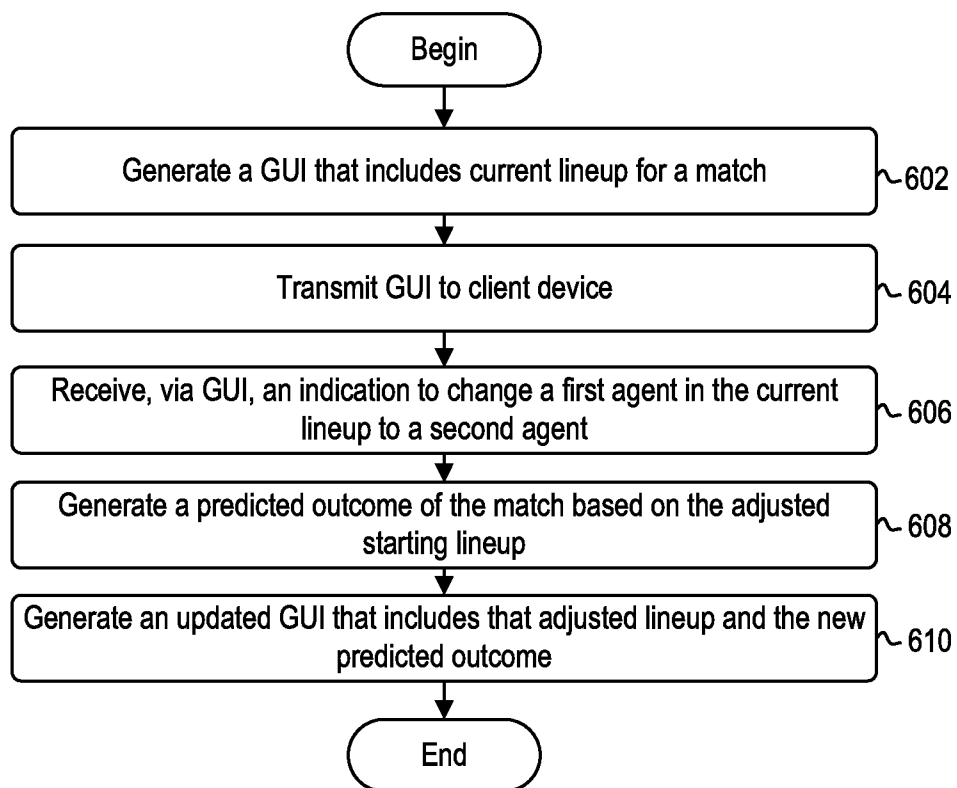 Begin
Generate a GUI that includes current lineup for a match
602
Transmit GUI to client device
604
Receive, via GUI, an indication to change a first agent in the current
lineup to a second agent
606
Generate a predicted outcome of the match based on the adjusted
starting lineup
608
Generate an updated GUI that includes that adjusted lineup and the new
predicted outcome
610
End